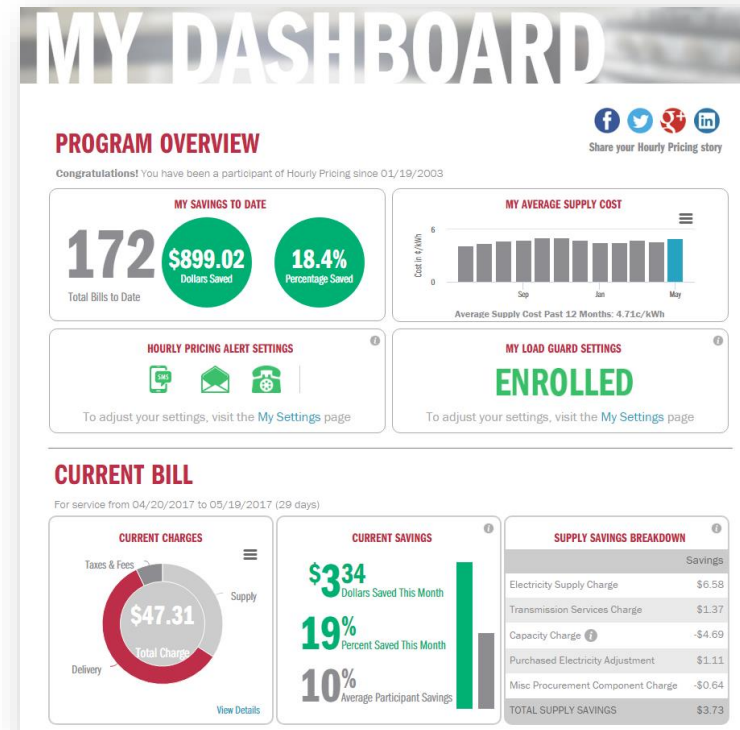 MY DASHBOARD
PROGRAM OVERVIEW
Share your Hourly Pricing story
Congratulations! You have been a participant of Hourly Pricing since 01/19/2003
MY SAVINGS TO DATE
172
Total Bills to Date
$899.02
Dollars Saved
18.4%
Percentage Saved
MY AVERAGE SUPPLY COST
Cost in ¢/kWh
6
0
Sep
Jan
May
Average Supply Cost Past 12 Months: 4.71c/kWh
HOURLY PRICING ALERT SETTINGS
SMS
To adjust your settings, visit the My Settings page
MY LOAD GUARD SETTINGS
ENROLLED
To adjust your settings, visit the My Settings page
CURRENT BILL
For service from 04/20/2017 to 05/19/2017 (29 days)
CURRENT CHARGES
Taxes & Fees
Supply
$47.31
Total Charge
Delivery
View Details
CURRENT SAVINGS
$3.34
Dollars Saved This Month
19%
Percent Saved This Month
10%
Average Participant Savings
SUPPLY SAVINGS BREAKDOWN
Savings
Electricity Supply Charge $6.58
Transmission Services Charge $1.37
Capacity Charge -$4.69
Purchased Electricity Adjustment $1.11
Misc Procurement Component Charge -$0.64
TOTAL SUPPLY SAVINGS $3.73